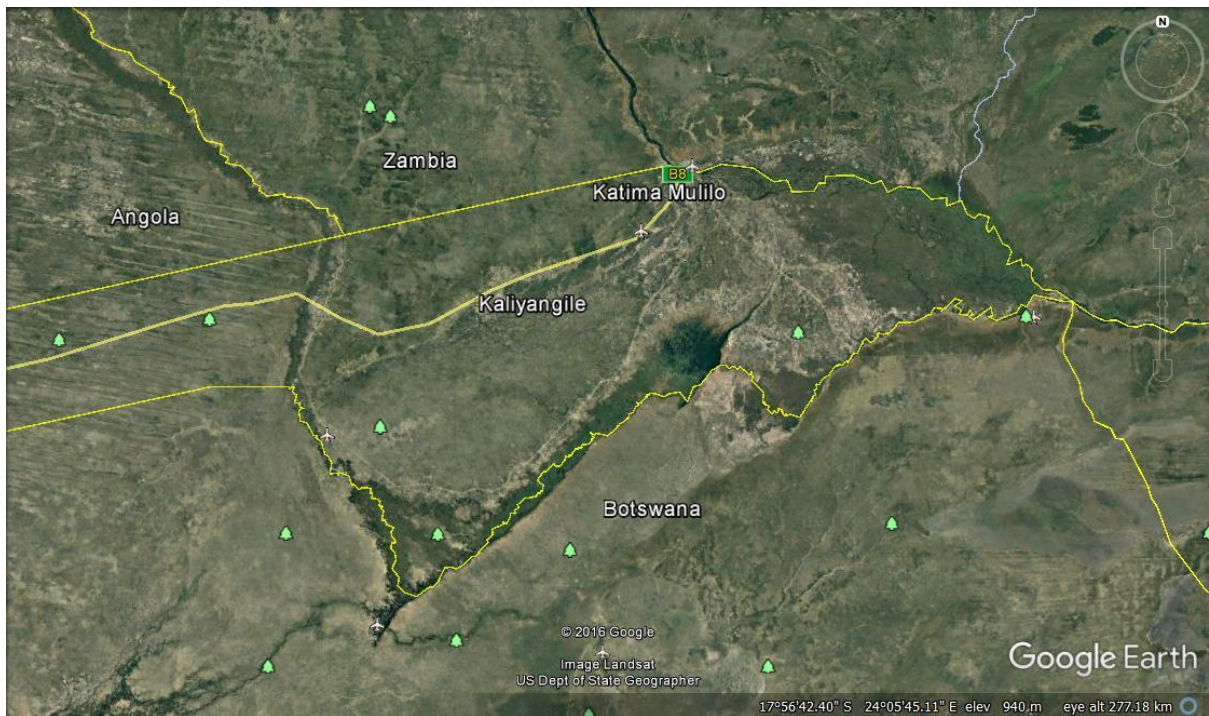 N
Zambia
B8
Katima Mulilo
Angola
Kaliyangile
Botswana
© 2016 Google
Image Landsat
US Dept of State Geographer
Google Earth
17°56'42.40" S 24°05'45.11" E elev 940 m eye alt 277.18 km